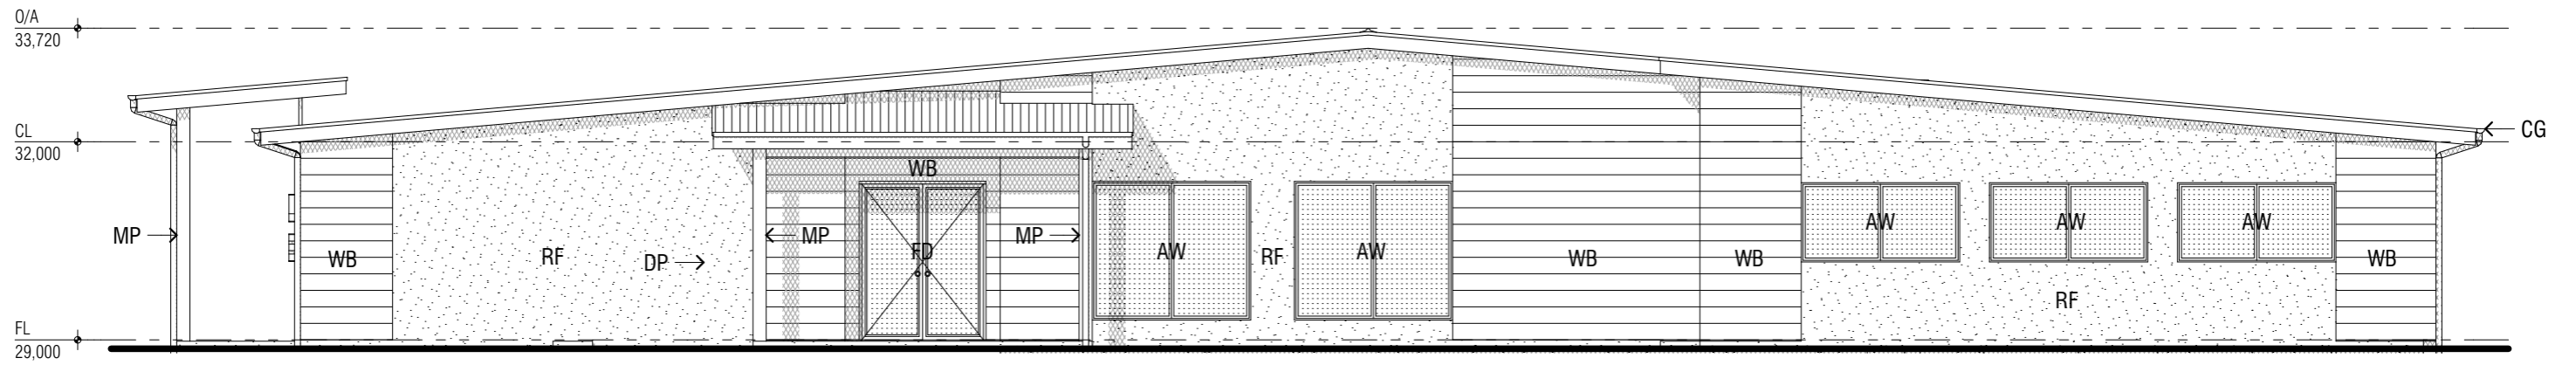 O/A
33,720
CL
32,000
CG
WB
AW AW AW
MP MP MP
FD AW RF AW
WB RF DP WB WB WB
RF
FL
29,000